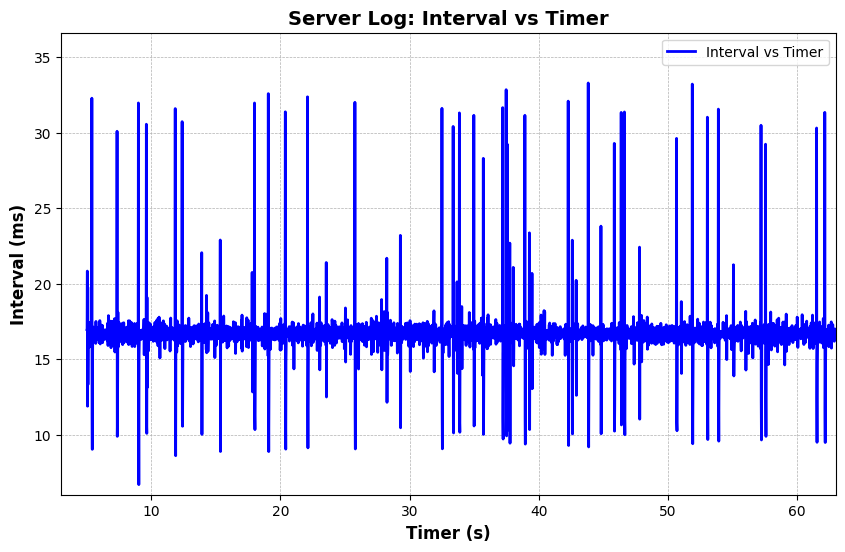 Server Log: Interval vs Timer
Interval vs Timer
35
30
25
20
15
10
Interval (ms)
10 20 30 40 50 60
Timer (s)